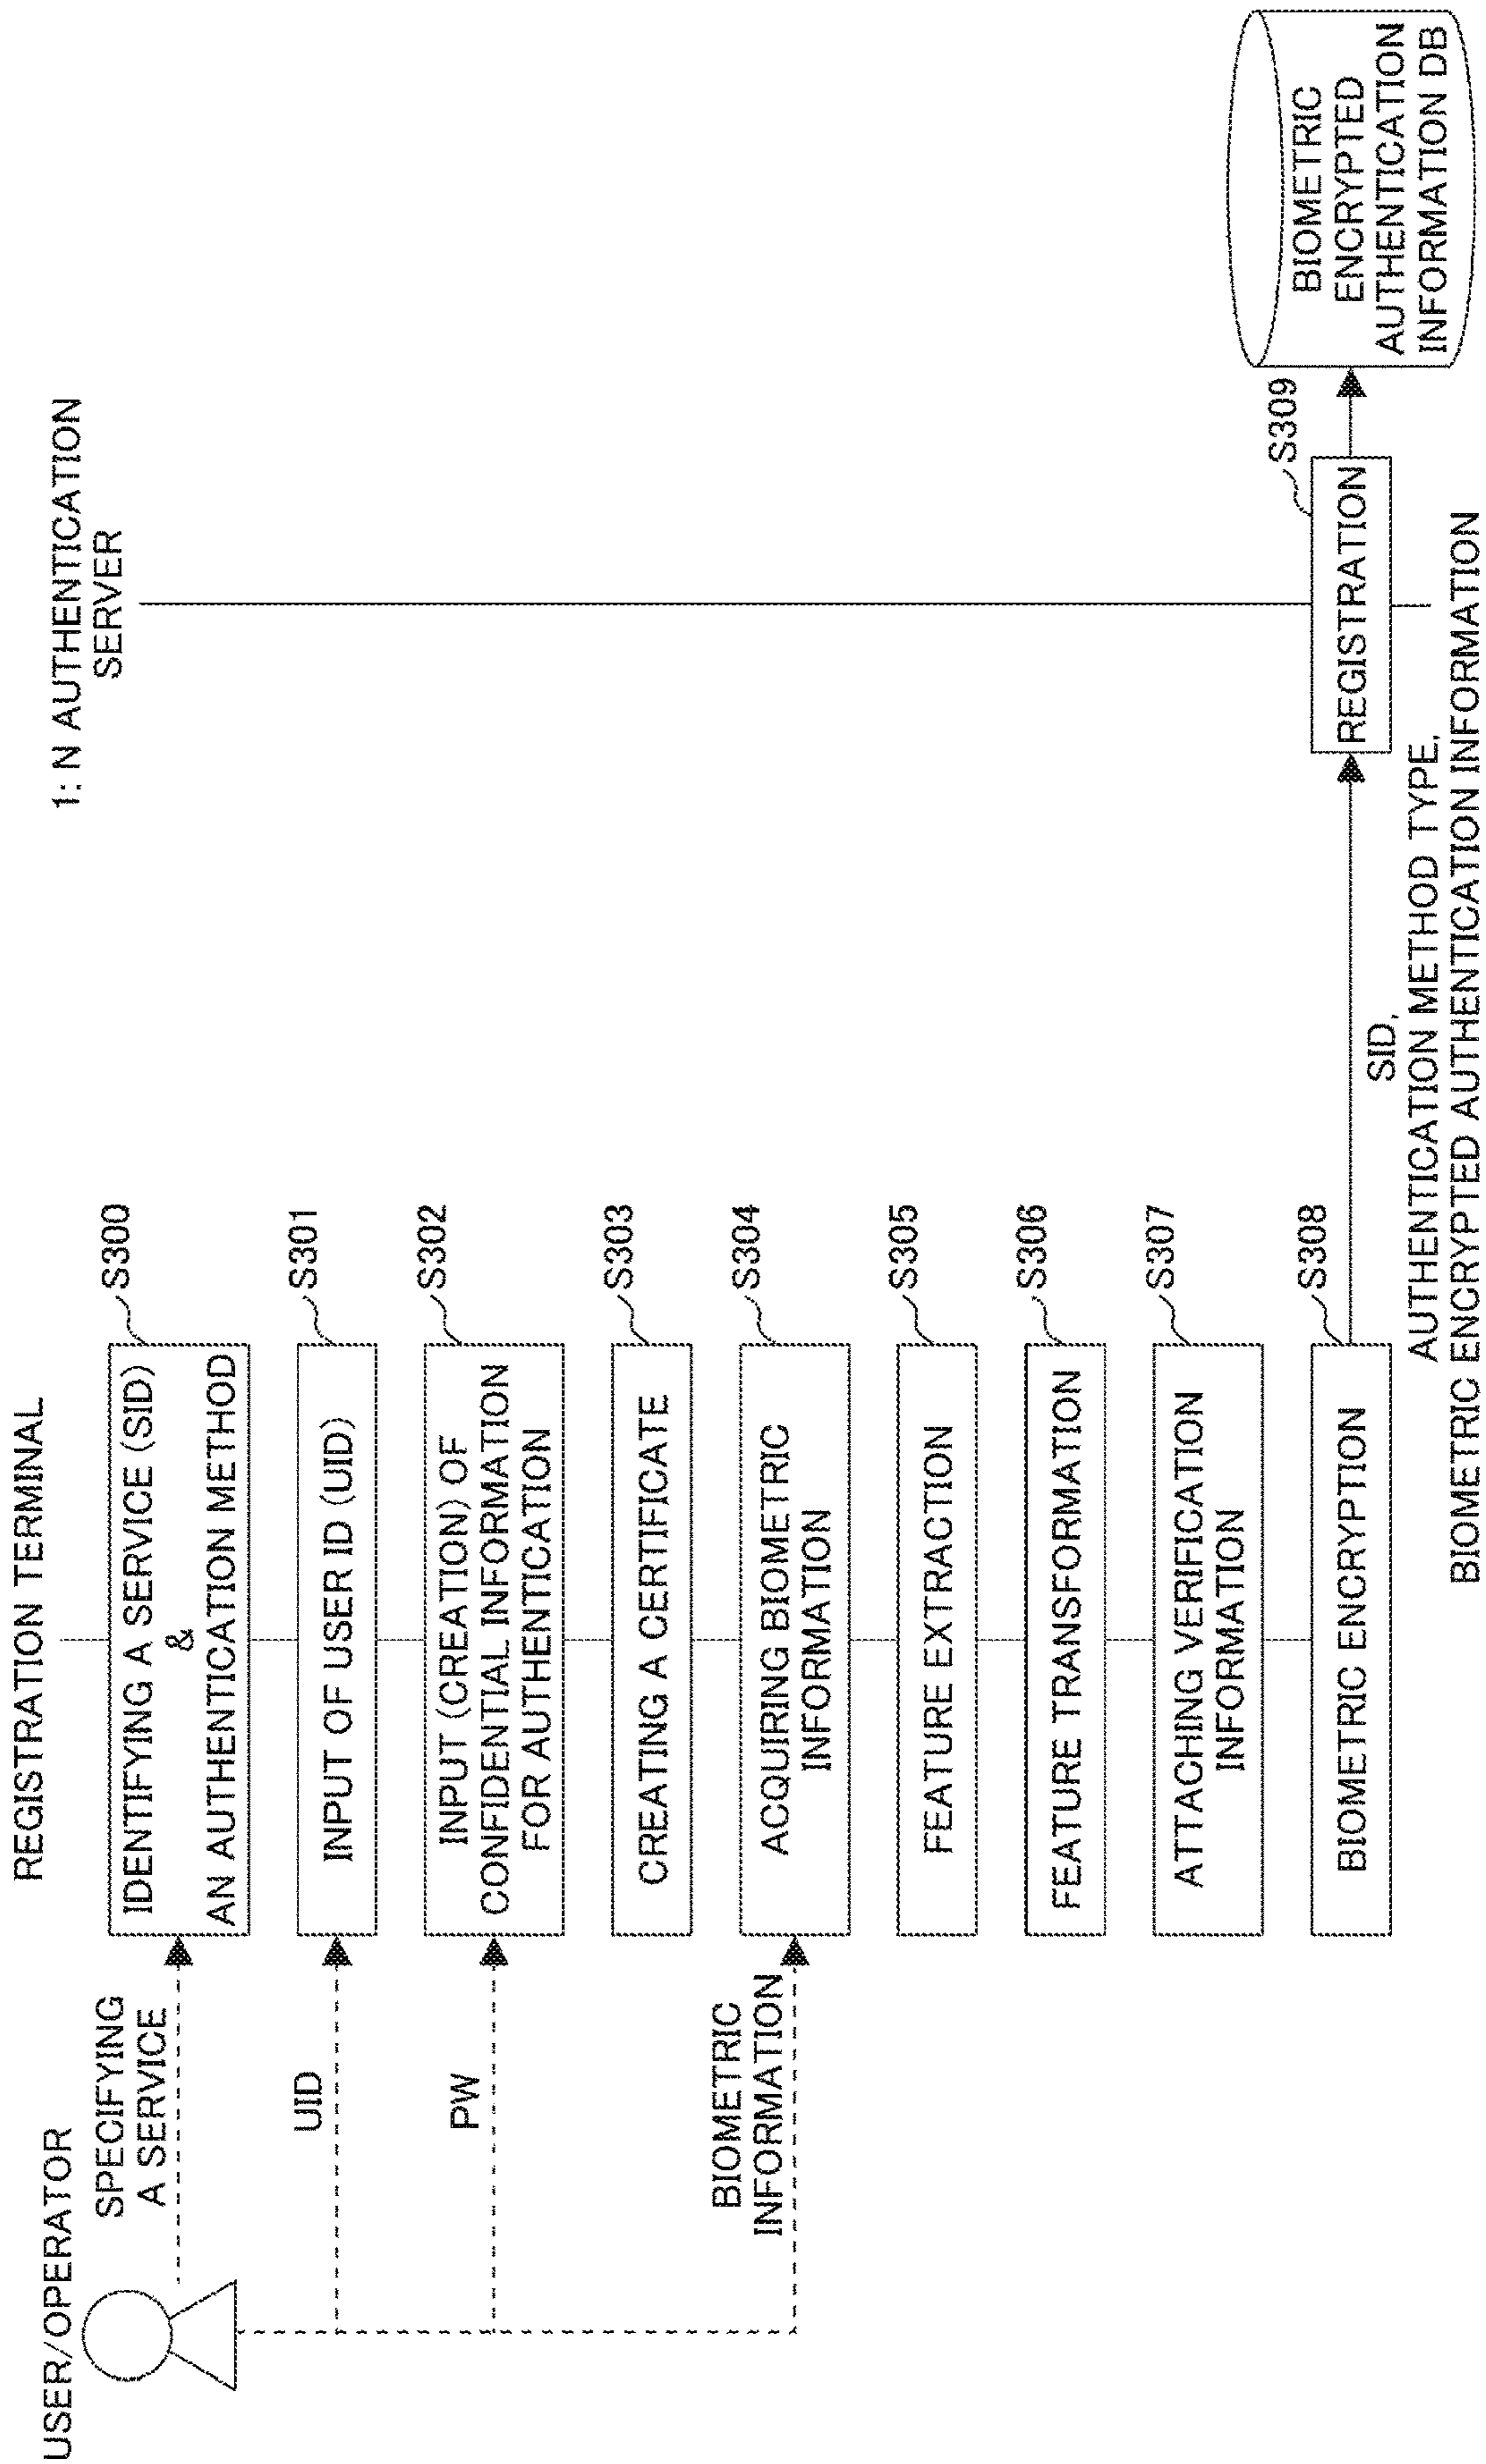 USER/OPERATOR
REGISTRATION TERMINAL
1: N AUTHENTICATION
SERVER
SPECIFYING
A SERVICE
IDENTIFYING A SERVICE (SID)
&
AN AUTHENTICATION METHOD
S300
UID
INPUT OF USER ID (UID)
S301
PW
INPUT (CREATION) OF
CONFIDENTIAL INFORMATION
FOR AUTHENTICATION
S302
CREATING A CERTIFICATE
S303
BIOMETRIC
INFORMATION
ACQUIRING BIOMETRIC
INFORMATION
S304
FEATURE EXTRACTION
S305
FEATURE TRANSFORMATION
S306
ATTACHING VERIFICATION
INFORMATION
S307
BIOMETRIC ENCRYPTION
S308
SID,
AUTHENTICATION METHOD TYPE,
BIOMETRIC ENCRYPTED AUTHENTICATION INFORMATION
REGISTRATION
S309
BIOMETRIC
ENCRYPTED
AUTHENTICATION
INFORMATION DB